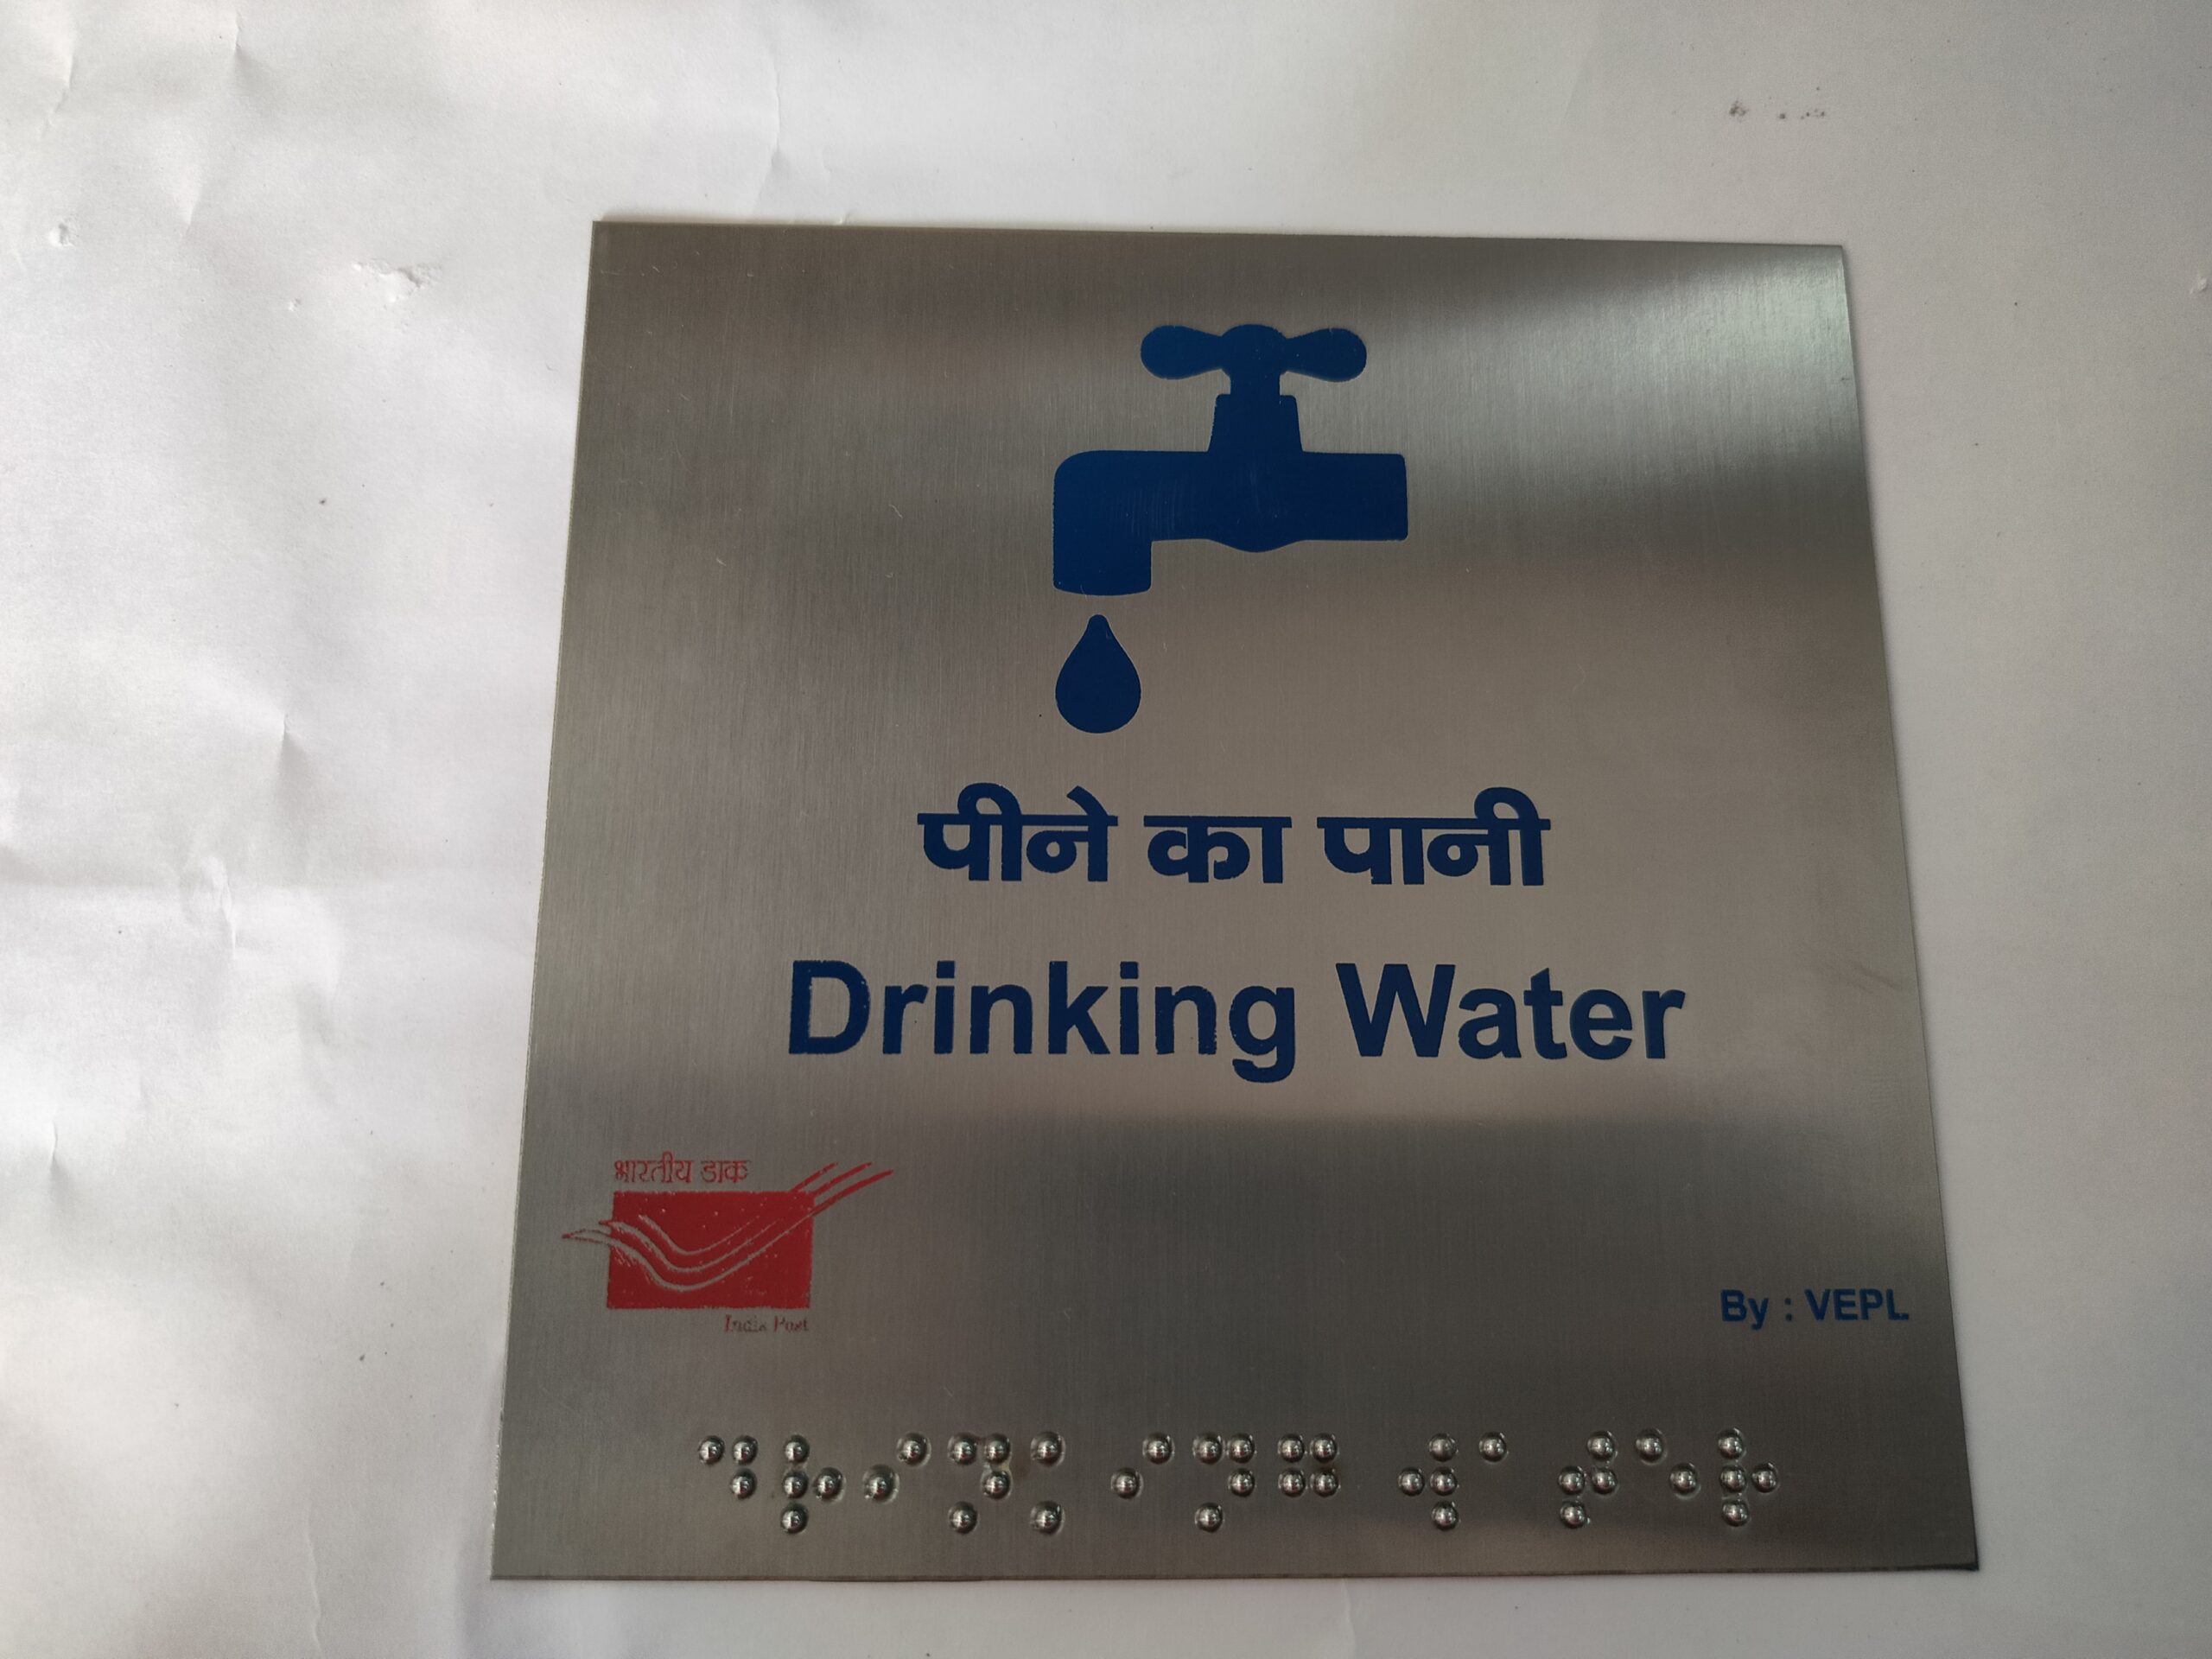 पीने का पानी
Drinking Water
भारतीय डाक
India Post
By : VEPL
⠙⠗⠊⠝⠅⠊⠝⠛ ⠺⠁⠞⠑⠗